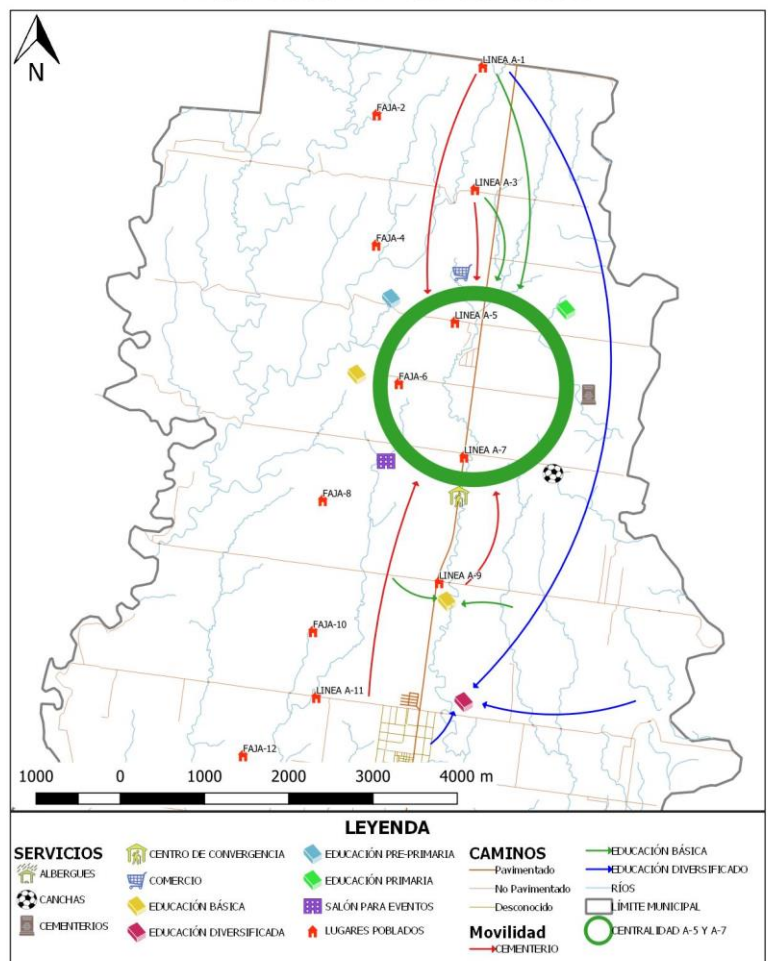 N
LINEA A-1
FAJA-2
LINEA A-3
FAJA-4
LINEA A-5
FAJA-6
LINEA A-7
FAJA-8
LINEA A-9
FAJA-10
LINEA A-11
FAJA-12
1000 0 1000 2000 3000 4000 m
LEYENDA
SERVICIOS
ALBERGUES
CANCHAS
CEMENTERIOS
CENTRO DE CONVERGENCIA
COMERCIO
EDUCACIÓN BÁSICA
EDUCACIÓN DIVERSIFICADA
EDUCACIÓN PRE-PRIMARIA
EDUCACIÓN PRIMARIA
SALÓN PARA EVENTOS
LUGARES POBLADOS
CAMINOS
Pavimentado
No Pavimentado
Desconocido
Movilidad
CEMENTERIO
EDUCACIÓN BÁSICA
EDUCACIÓN DIVERSIFICADO
RÍOS
LÍMITE MUNICIPAL
CENTRALIDAD A-5 Y A-7